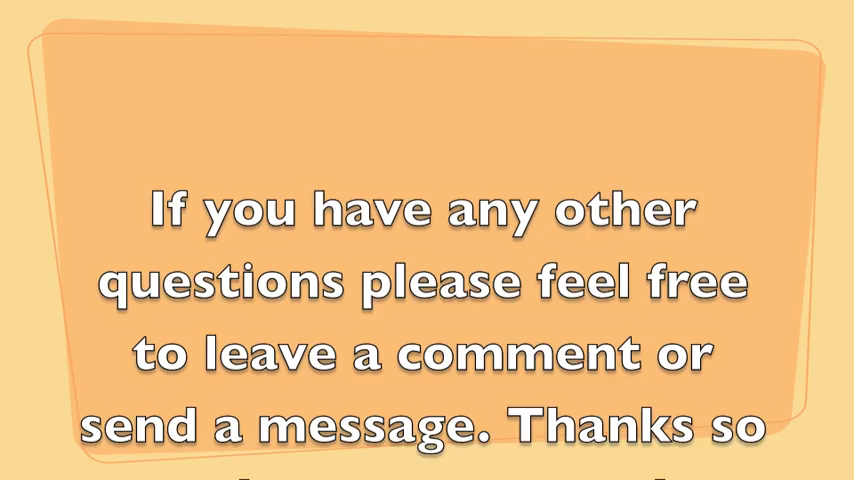 If you have any other
questions please feel free
to leave a comment or
send a message. Thanks so